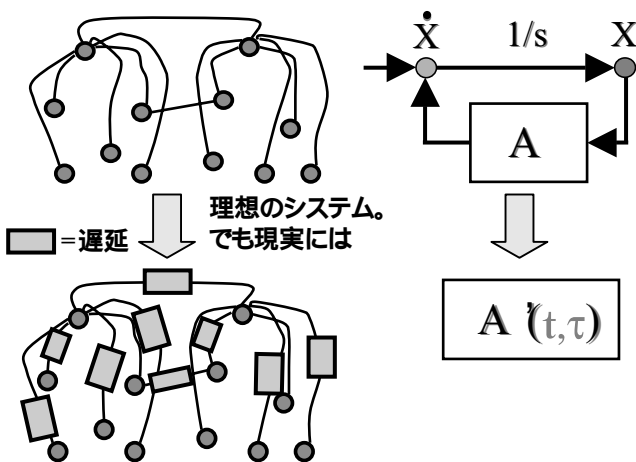 Ẋ 1/s X
A
理想のシステム。
でも現実には
=遅延
A '(t,τ)